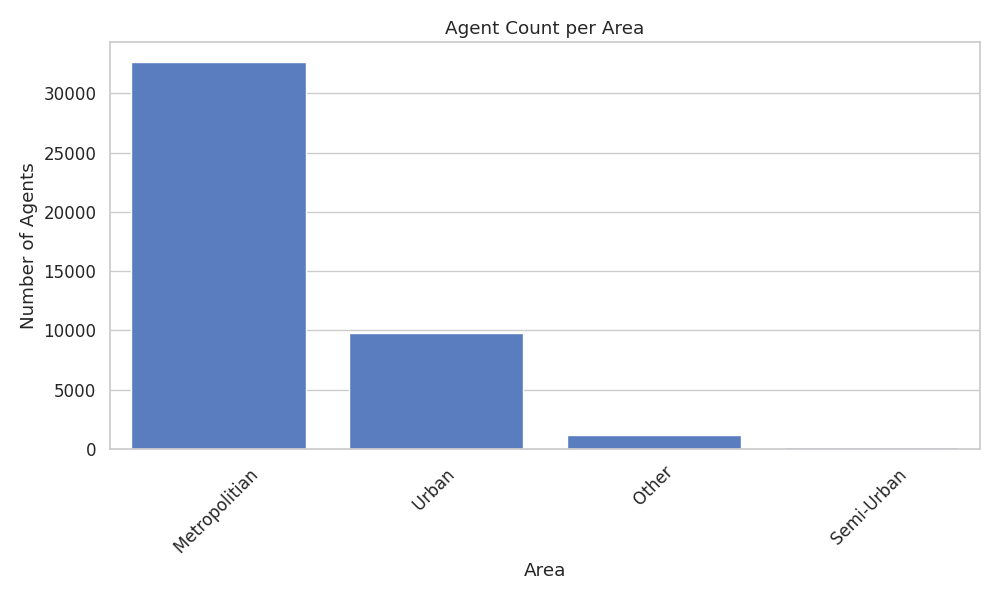 Agent Count per Area
Number of Agents
30000
25000
20000
15000
10000
5000
0
Metropolitian
Urban
Other
Semi-Urban
Area